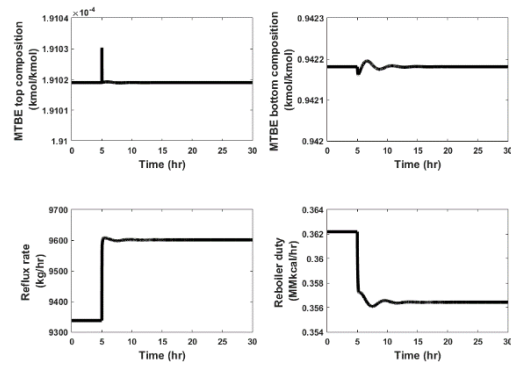 ×10⁻⁴
1.9104
1.9103
1.9102
1.9101
1.91
MTBE top composition
(kmol/kmol)
0 5 10 15 20 25 30
Time (hr)
0.9423
0.9422
0.9421
0.942
MTBE bottom composition
(kmol/kmol)
0 5 10 15 20 25 30
Time (hr)
9700
9600
9500
9400
9300
Reflux rate
(kg/hr)
0 5 10 15 20 25 30
Time (hr)
0.364
0.362
0.36
0.358
0.356
0.354
Reboiler duty
(MMkcal/hr)
0 5 10 15 20 25 30
Time (hr)